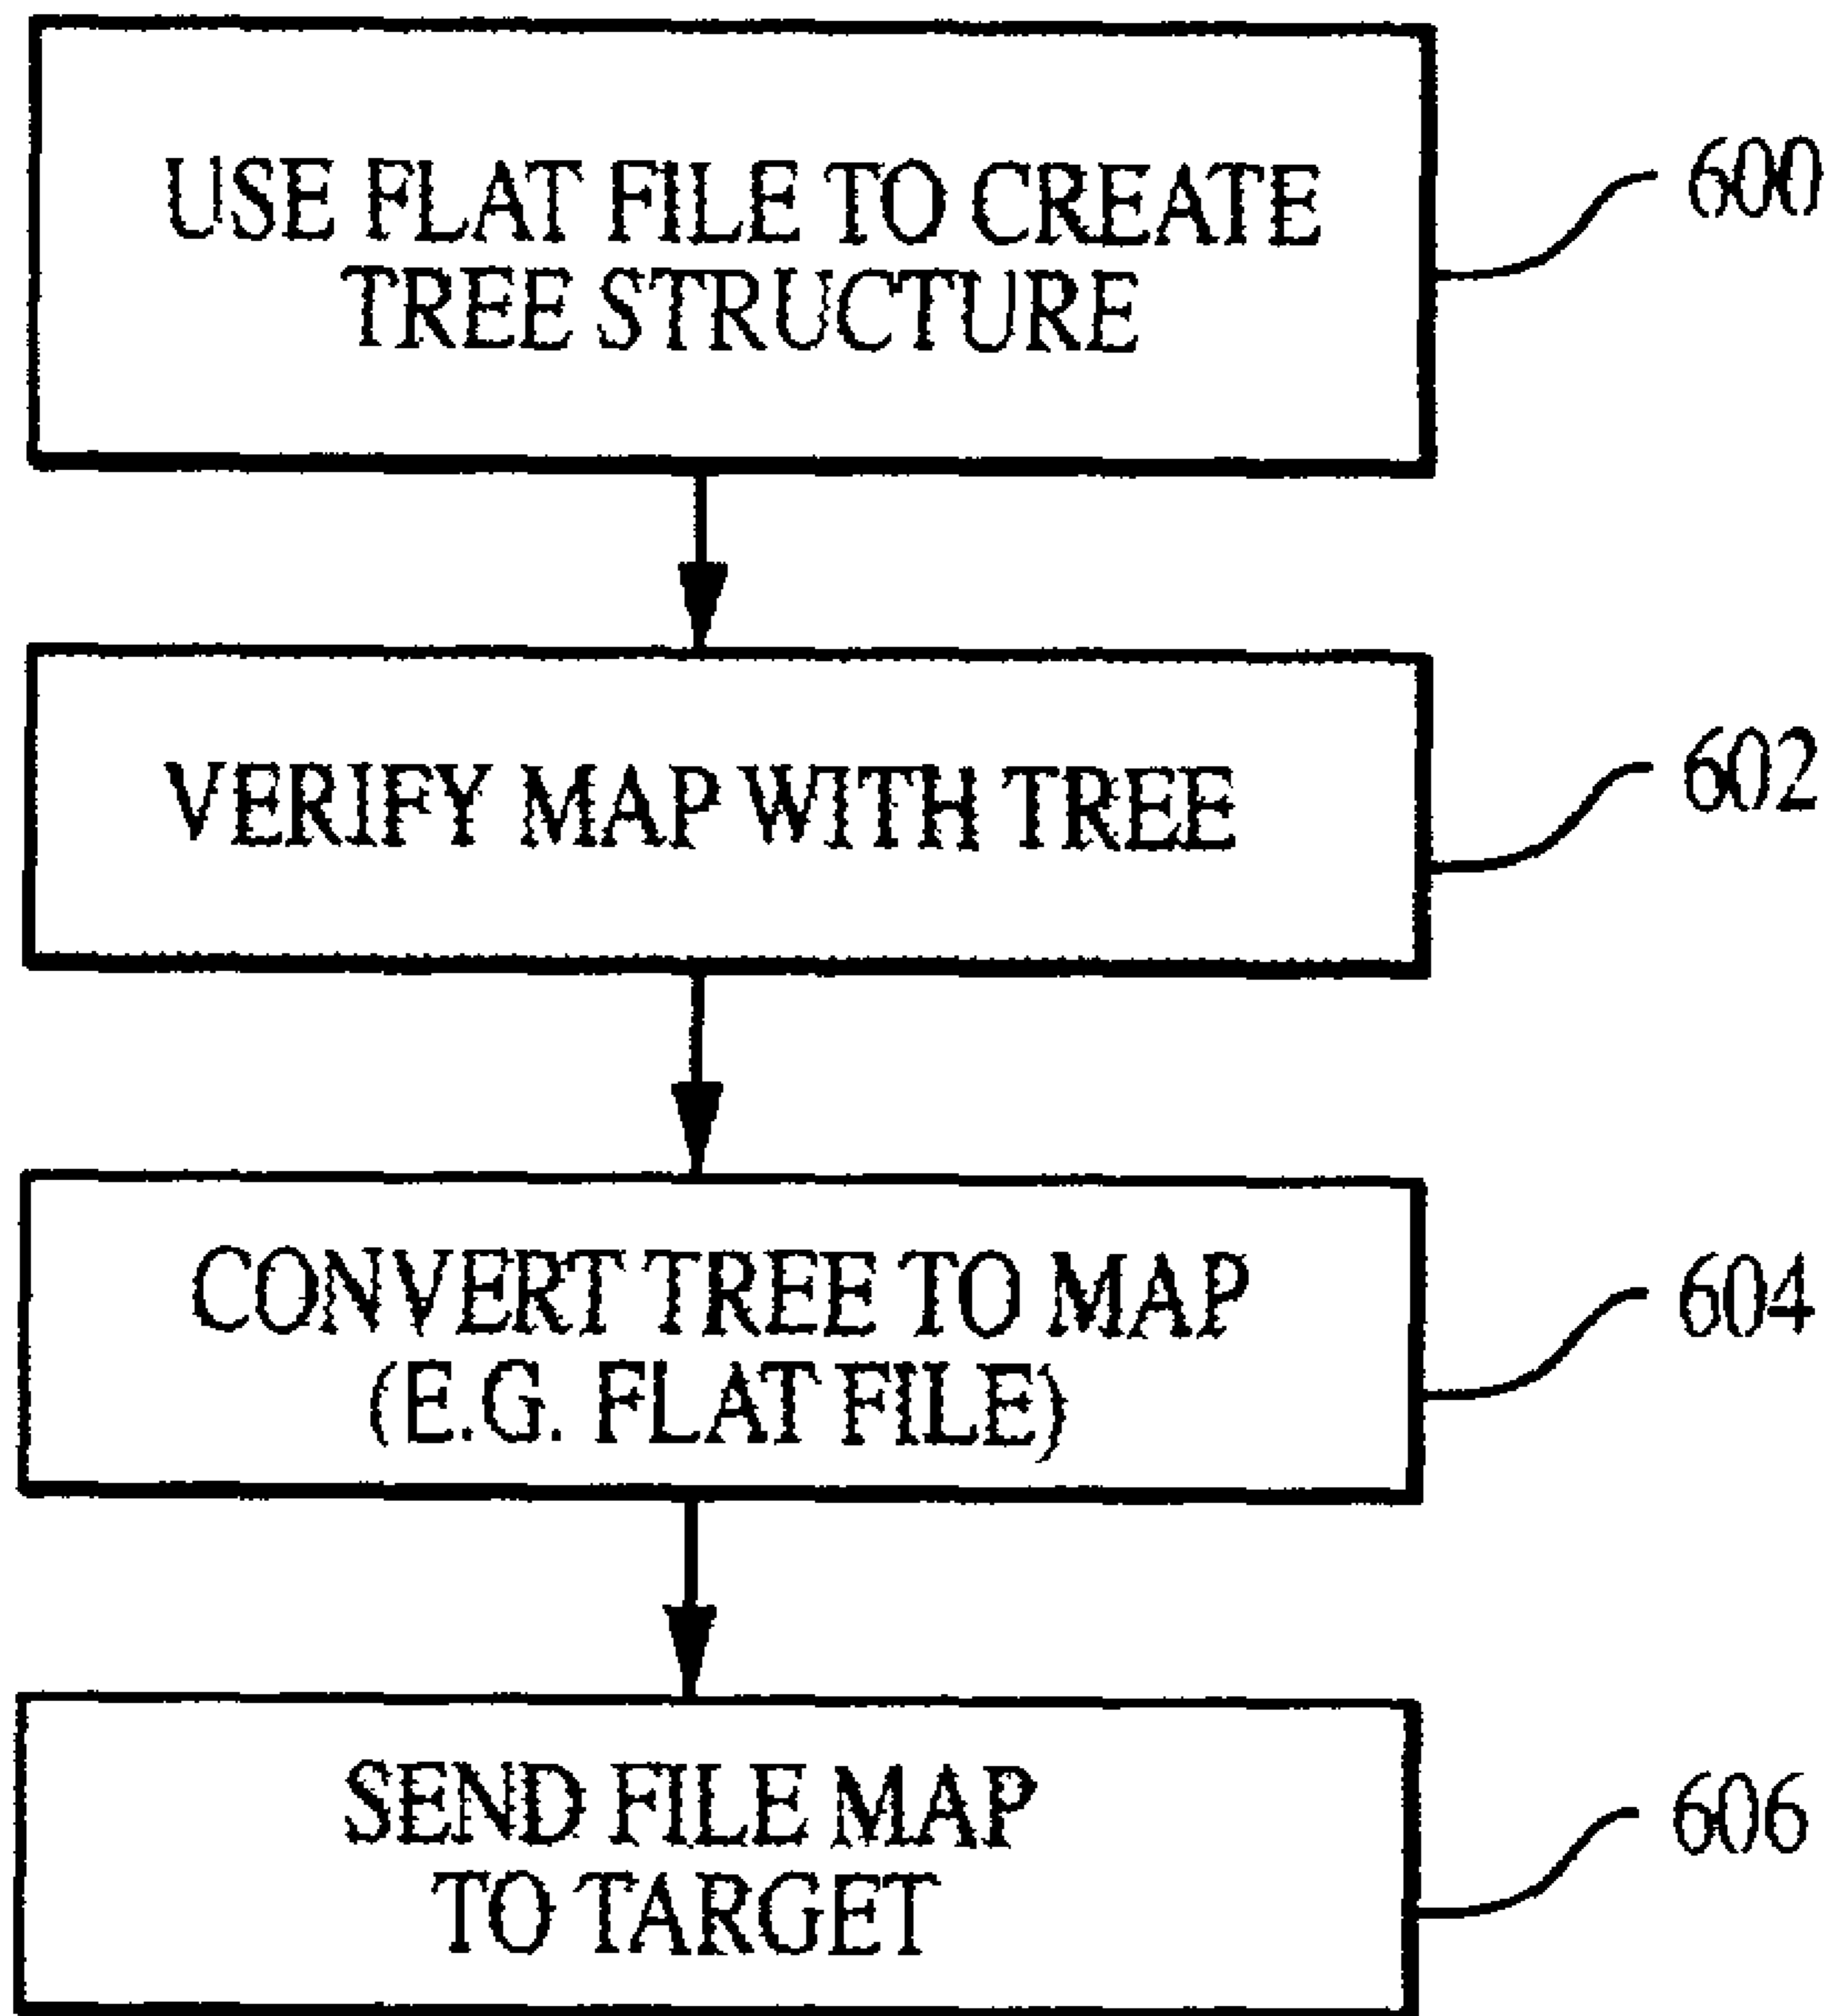 USE FLAT FILE TO CREATE
TREE STRUCTURE
600
VERIFY MAP WITH TREE
602
CONVERT TREE TO MAP
(E.G. FLAT FILE)
604
SEND FILE MAP
TO TARGET
606